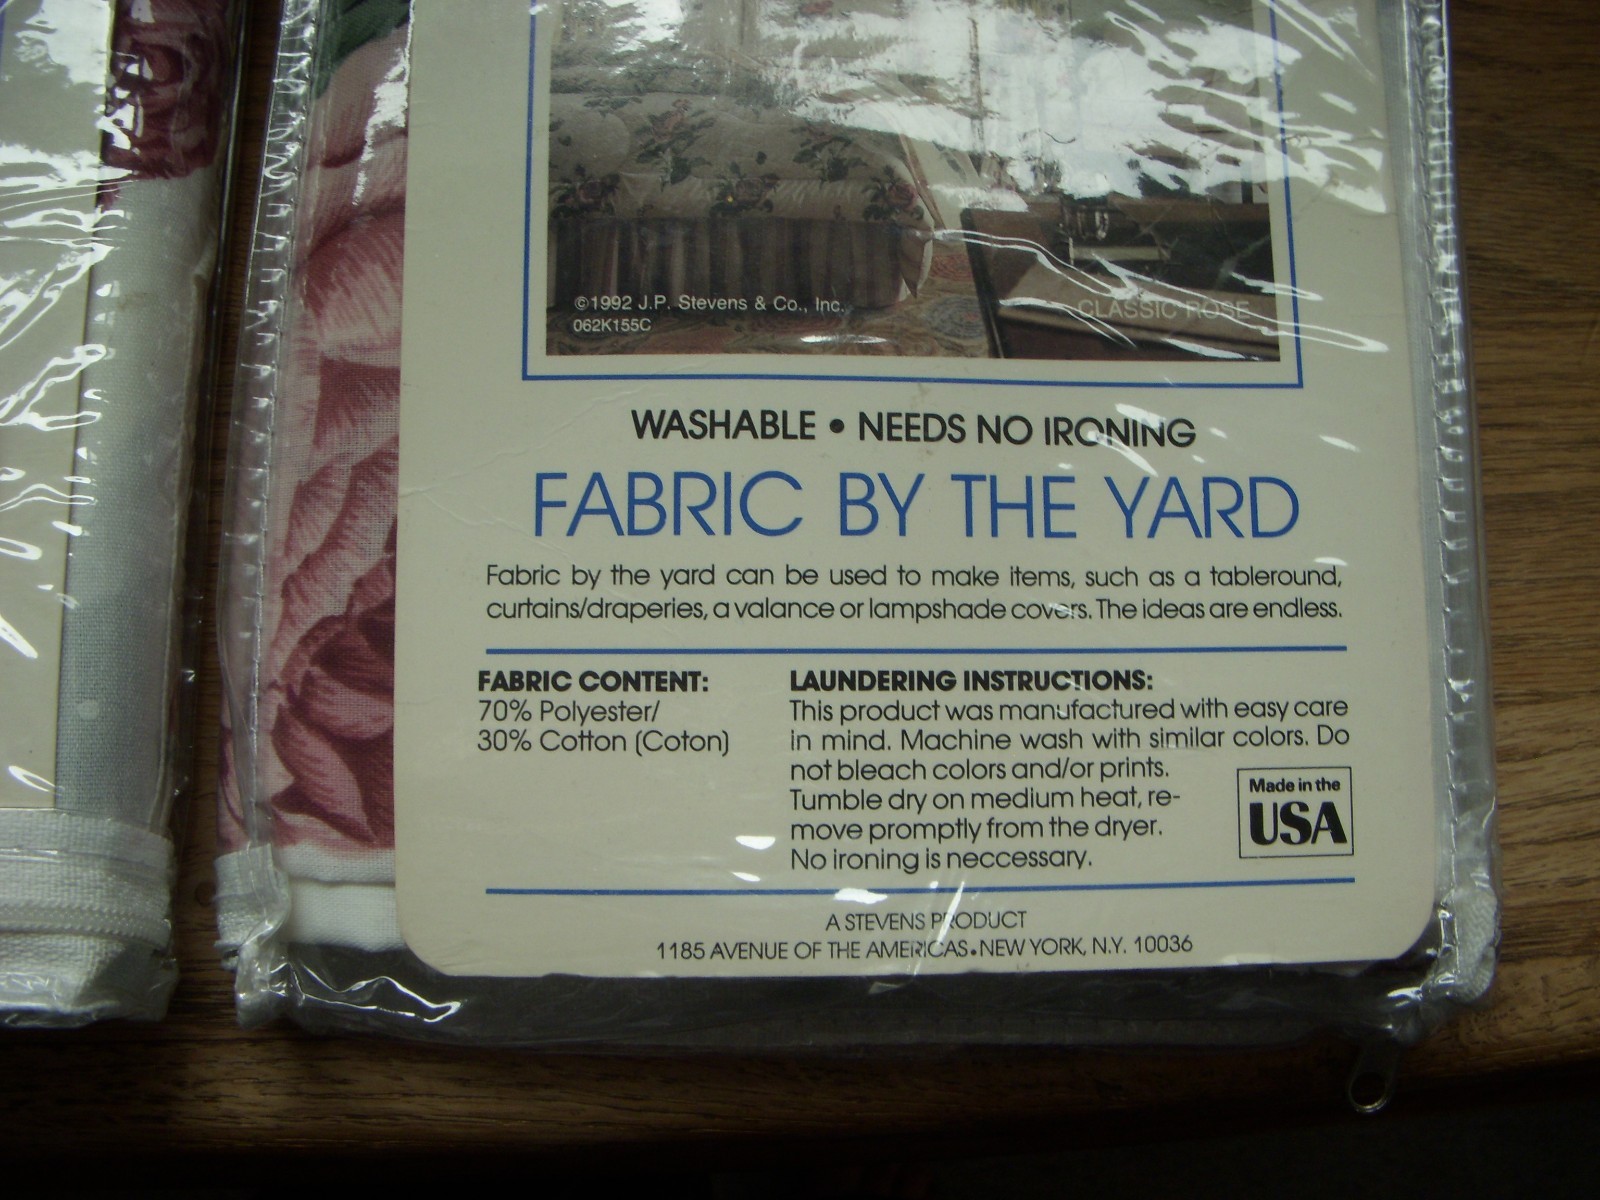 ©1992 J.P. Stevens & Co., Inc.
062K155C
CLASSIC ROSE
WASHABLE • NEEDS NO IRONING
FABRIC BY THE YARD
Fabric by the yard can be used to make items, such as a tableround,
curtains/draperies, a valance or lampshade covers. The ideas are endless.
FABRIC CONTENT:
70% Polyester/
30% Cotton (Coton)
LAUNDERING INSTRUCTIONS:
This product was manufactured with easy care
in mind. Machine wash with similar colors. Do
not bleach colors and/or prints.
Tumble dry on medium heat, re-
move promptly from the dryer.
No ironing is neccessary.
Made in the
USA
A STEVENS PRODUCT
1185 AVENUE OF THE AMERICAS • NEW YORK, N.Y. 10036